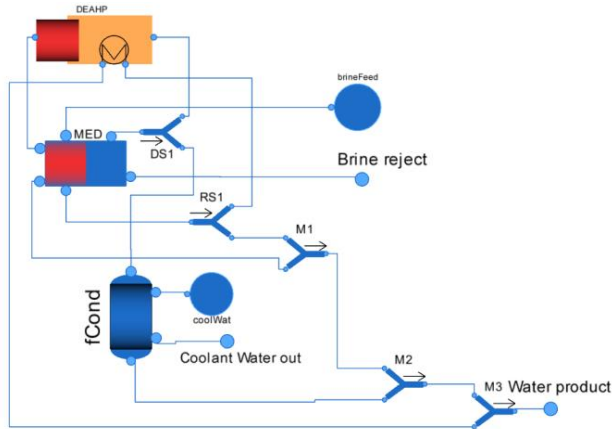 DEAHP
brineFeed
MED
DS1
Brine reject
RS1
M1
fCond
coolWat
Coolant Water out
M2
M3
Water product